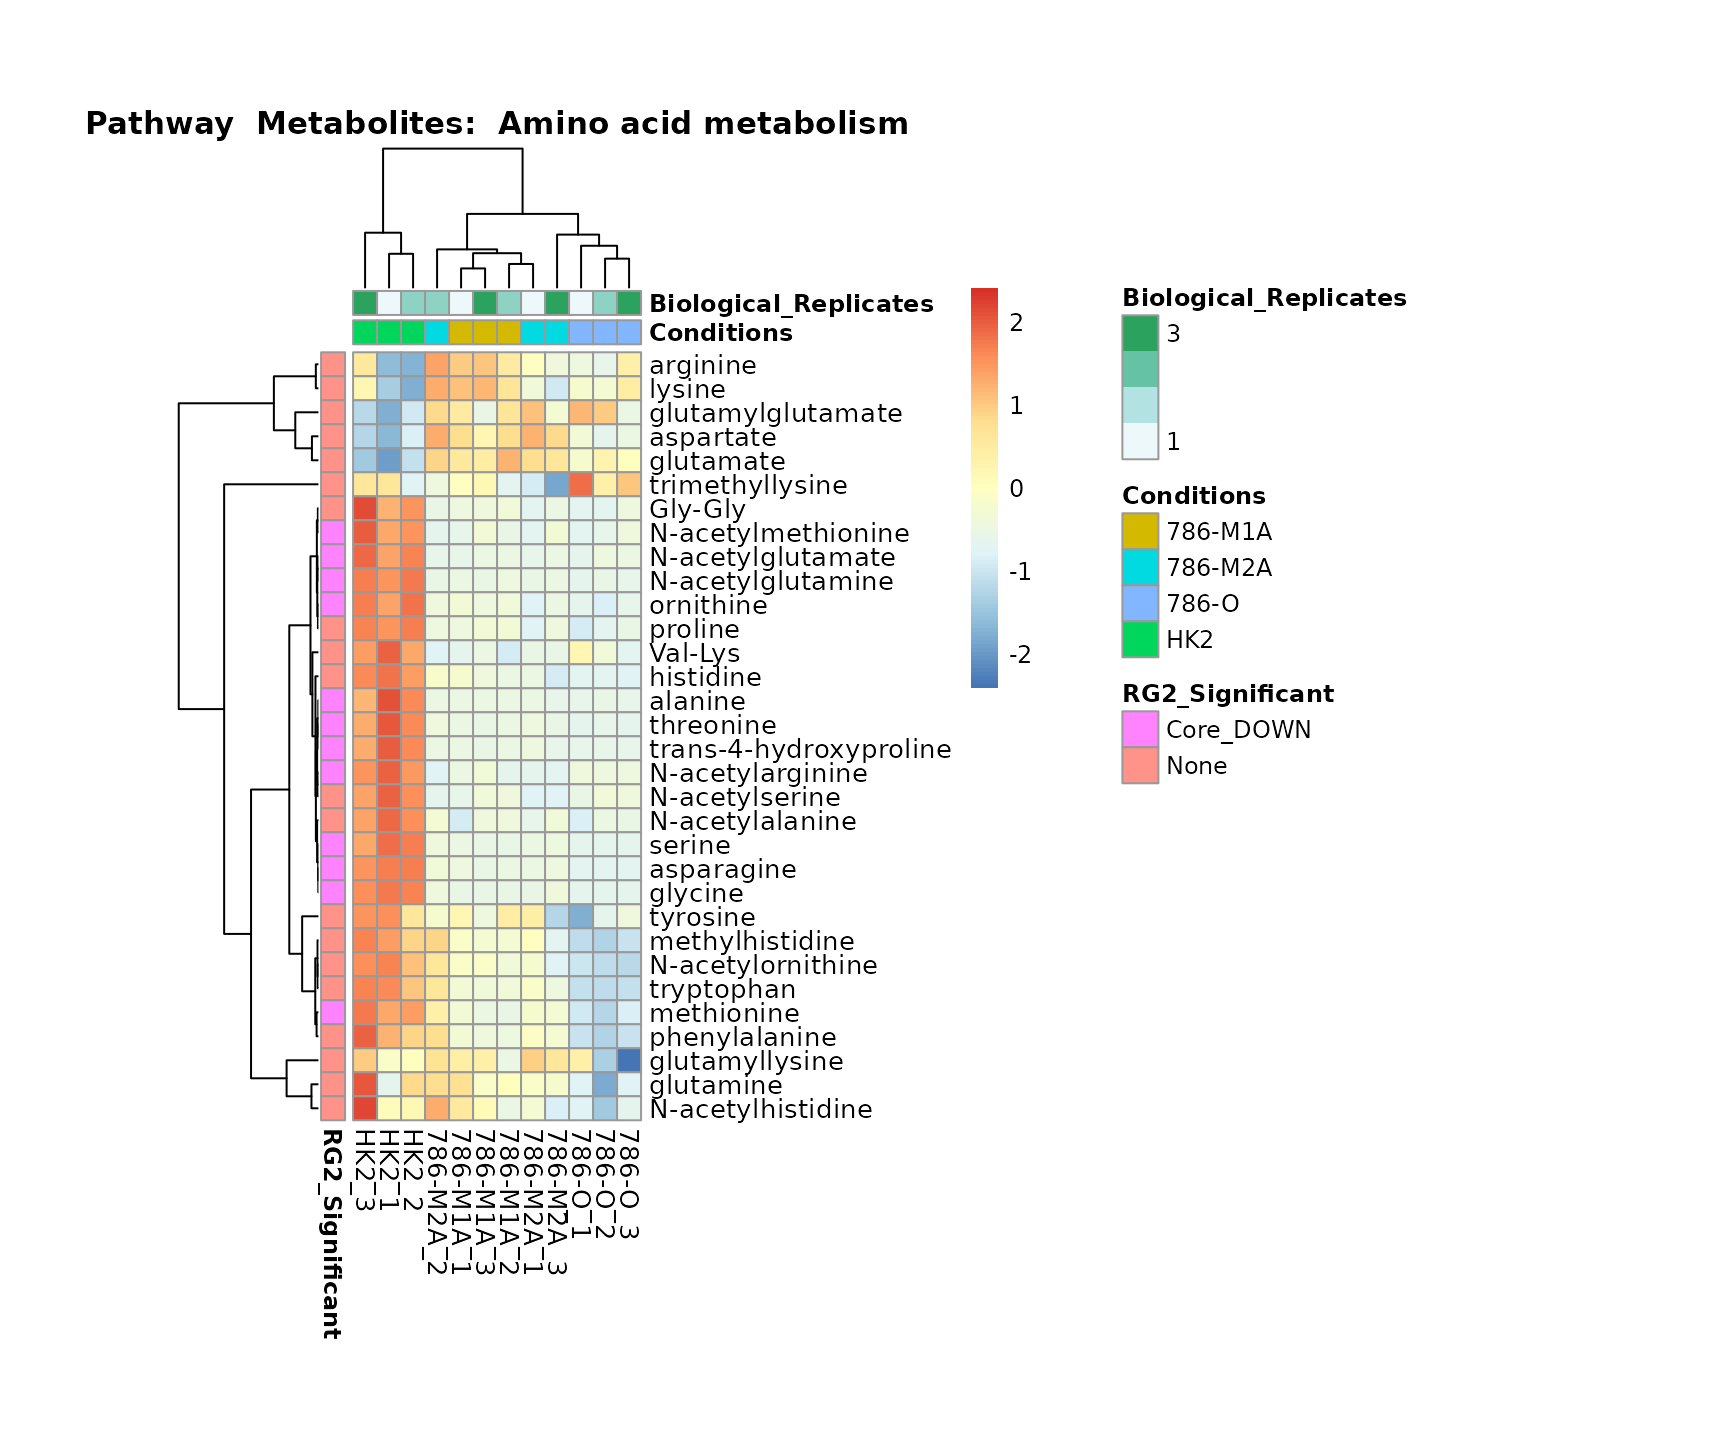 Pathway  Metabolites:  Amino acid metabolism
Biological_Replicates
Conditions
arginine
lysine
glutamylglutamate
aspartate
glutamate
trimethyllysine
Gly-Gly
N-acetylmethionine
N-acetylglutamate
N-acetylglutamine
ornithine
proline
Val-Lys
histidine
alanine
threonine
trans-4-hydroxyproline
N-acetylarginine
N-acetylserine
N-acetylalanine
serine
asparagine
glycine
tyrosine
methylhistidine
N-acetylornithine
tryptophan
methionine
phenylalanine
glutamyllysine
glutamine
N-acetylhistidine
RG2_Significant
HK2_3
HK2_1
HK2_2
786-M2A_2
786-M1A_1
786-M1A_3
786-M1A_2
786-M2A_1
786-M2A_3
786-O_1
786-O_2
786-O_3
2
1
0
-1
-2
Biological_Replicates
3
1
Conditions
786-M1A
786-M2A
786-O
HK2
RG2_Significant
Core_DOWN
None